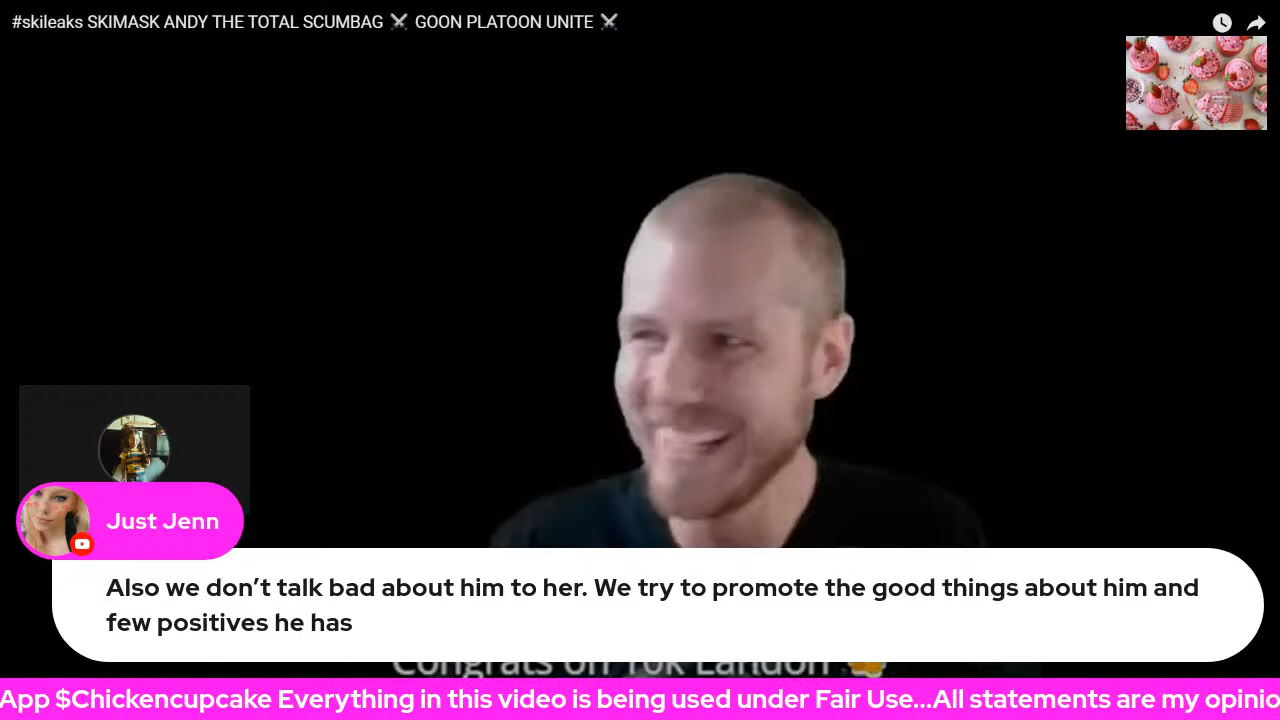 #skileaks SKIMASK ANDY THE TOTAL SCUMBAG ⚔ GOON PLATOON UNITE ⚔
Just Jenn
Also we don’t talk bad about him to her. We try to promote the good things about him and
few positives he has
Congrats on 10k Landon
App $Chickencupcake Everything in this video is being used under Fair Use...All statements are my opinio